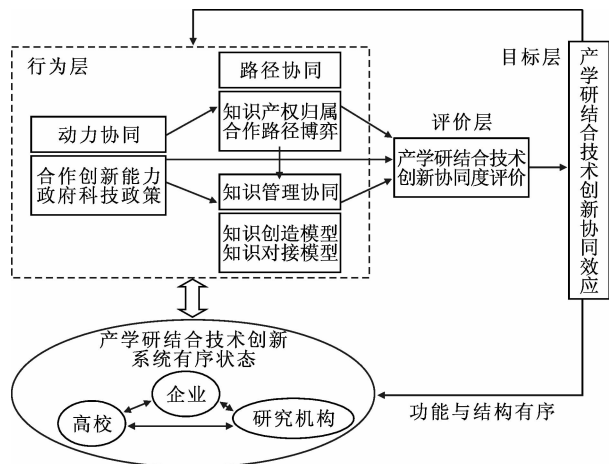 行为层
路径协同
知识产权归属
合作路径博弈
动力协同
合作创新能力
政府科技政策
知识管理协同
知识创造模型
知识对接模型
评价层
产学研结合技术
创新协同度评价
目标层
产学研结合技术创新协同效应
产学研结合技术创新
系统有序状态
企业
高校
研究机构
功能与结构有序